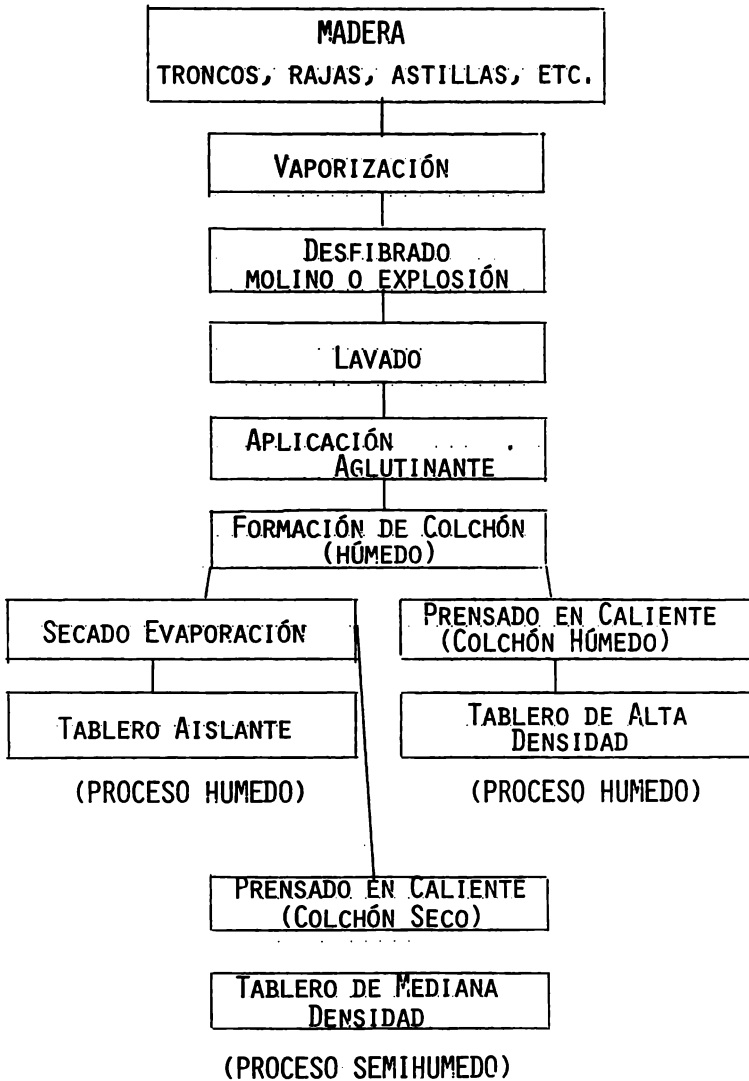 MADERA
TRONCOS, RAJAS, ASTILLAS, ETC.
VAPORIZACIÓN
DESFIBRADO
MOLINO O EXPLOSIÓN
LAVADO
APLICACIÓN
AGLUTINANTE
FORMACIÓN DE COLCHÓN
(HÚMEDO)
SECADO EVAPORACIÓN
PRENSADO EN CALIENTE
(COLCHÓN HÚMEDO)
TABLERO AISLANTE
TABLERO DE ALTA
DENSIDAD
(PROCESO HUMEDO)
(PROCESO HUMEDO)
PRENSADO EN CALIENTE
(COLCHÓN SECO)
TABLERO DE MEDIANA
DENSIDAD
(PROCESO SEMIHUMEDO)